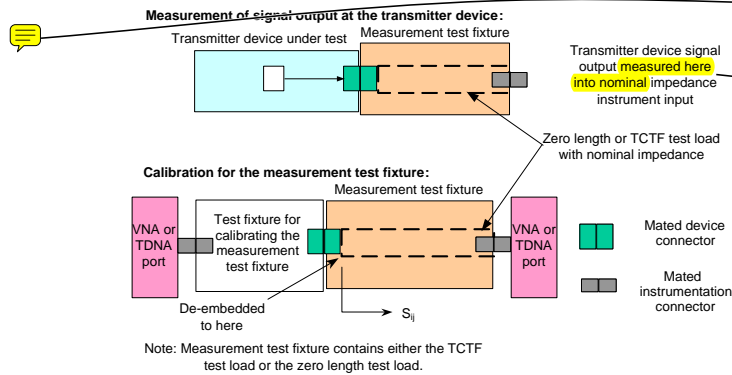 Measurement of signal output at the transmitter device:
Transmitter device under test
Measurement test fixture
Transmitter device signal
output measured here
into nominal impedance
instrument input
Zero length or TCTF test load
with nominal impedance
Calibration for the measurement test fixture:
Measurement test fixture
VNA or
TDNA
port
Test fixture for
calibrating the
measurement
test fixture
VNA or
TDNA
port
Mated device
connector
Mated
instrumentation
connector
De-embedded
to here
Sij
Note: Measurement test fixture contains either the TCTF
test load or the zero length test load.